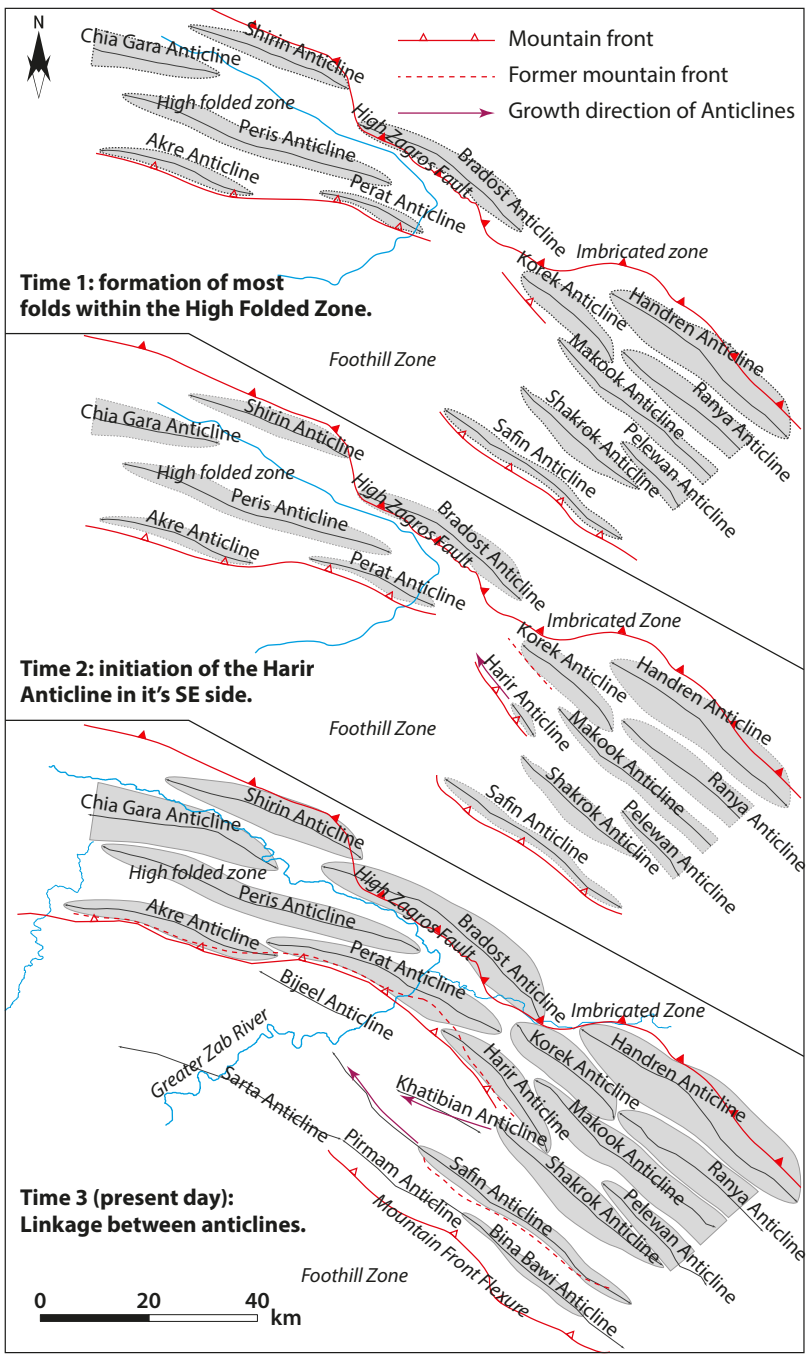 N
Mountain front
Former mountain front
Growth direction of Anticlines
Chia Gara Anticline
Shirin Anticline
High folded zone
Peris Anticline
Akre Anticline
Perat Anticline
High Zagros Fault
Bradost Anticline
Imbricated zone
Korek Anticline
Handren Anticline
Makook Anticline
Ranya Anticline
Shakrok Anticline
Pelewan Anticline
Safin Anticline
Time 1: formation of most
folds within the High Folded Zone.
Foothill Zone
Chia Gara Anticline
Shirin Anticline
High folded zone
Peris Anticline
Akre Anticline
Perat Anticline
High Zagros Fault
Bradost Anticline
Imbricated Zone
Korek Anticline
Harir Anticline
Handren Anticline
Makook Anticline
Ranya Anticline
Shakrok Anticline
Pelewan Anticline
Safin Anticline
Time 2: initiation of the Harir
Anticline in it's SE side.
Foothill Zone
Chia Gara Anticline
Shirin Anticline
High folded zone
Peris Anticline
Akre Anticline
Perat Anticline
High Zagros Fault
Bradost Anticline
Imbricated Zone
Bijeel Anticline
Greater Zab River
Sarta Anticline
Khatibian Anticline
Harir Anticline
Korek Anticline
Handren Anticline
Makook Anticline
Ranya Anticline
Shakrok Anticline
Pelewan Anticline
Safin Anticline
Pirmam Anticline
Bina Bawi Anticline
Mountain Front Flexure
Time 3 (present day):
Linkage between anticlines.
Foothill Zone
0 20 40
km